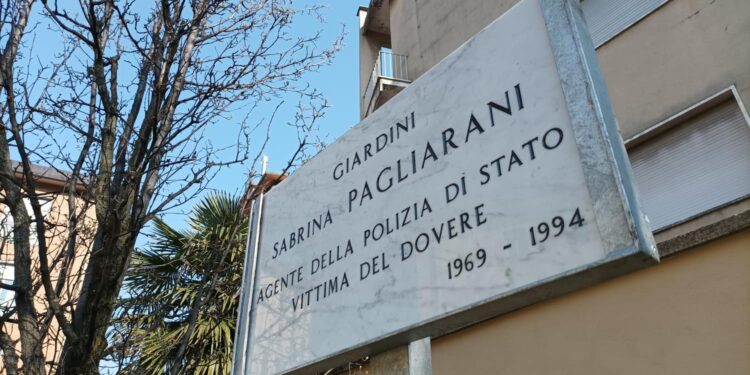 GIARDINI
SABRINA PAGLIARANI
AGENTE DELLA POLIZIA DI STATO
VITTIMA DEL DOVERE
1969 - 1994